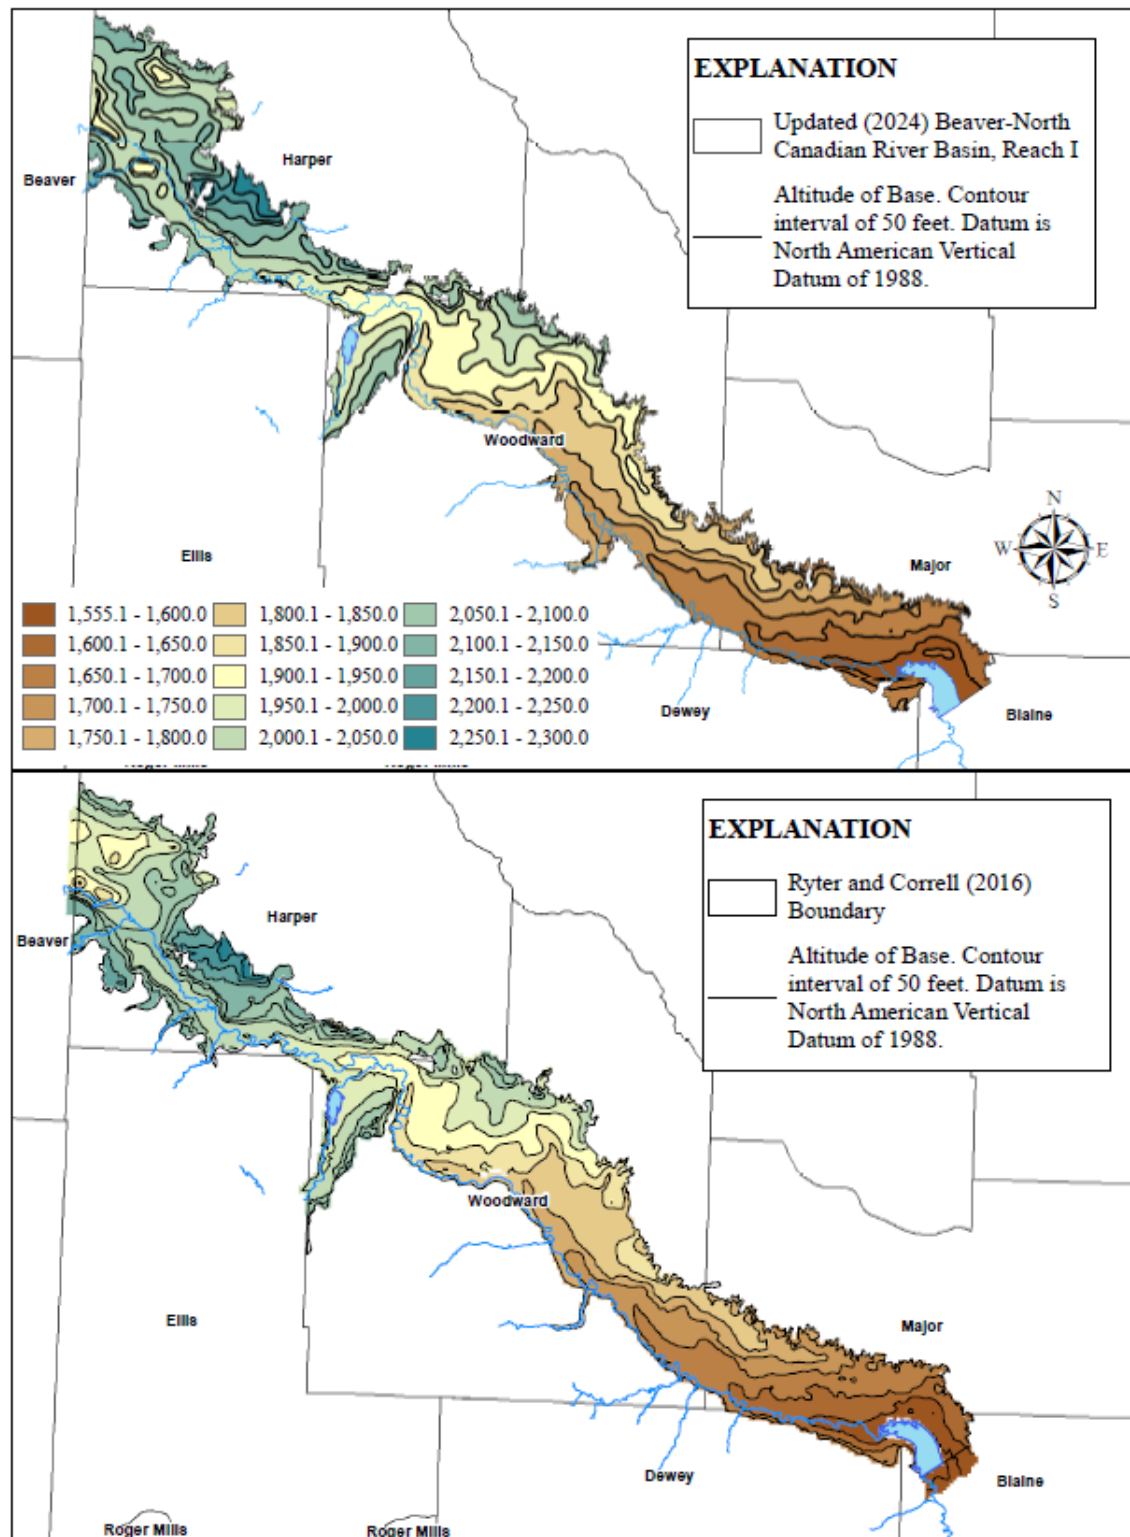 EXPLANATION
Updated (2024) Beaver-North
Canadian River Basin, Reach I
Altitude of Base. Contour
interval of 50 feet. Datum is
North American Vertical
Datum of 1988.
Harper
Beaver
Woodward
N
W E
S
Ellis
Major
Dewey
Blaine
1,555.1 - 1,600.0 1,800.1 - 1,850.0 2,050.1 - 2,100.0
1,600.1 - 1,650.0 1,850.1 - 1,900.0 2,100.1 - 2,150.0
1,650.1 - 1,700.0 1,900.1 - 1,950.0 2,150.1 - 2,200.0
1,700.1 - 1,750.0 1,950.1 - 2,000.0 2,200.1 - 2,250.0
1,750.1 - 1,800.0 2,000.1 - 2,050.0 2,250.1 - 2,300.0
Roger Mills Roger Mills
EXPLANATION
Ryter and Correll (2016)
Boundary
Altitude of Base. Contour
interval of 50 feet. Datum is
North American Vertical
Datum of 1988.
Harper
Beaver
Woodward
Ellis
Major
Dewey
Blaine
Roger Mills Roger Mills